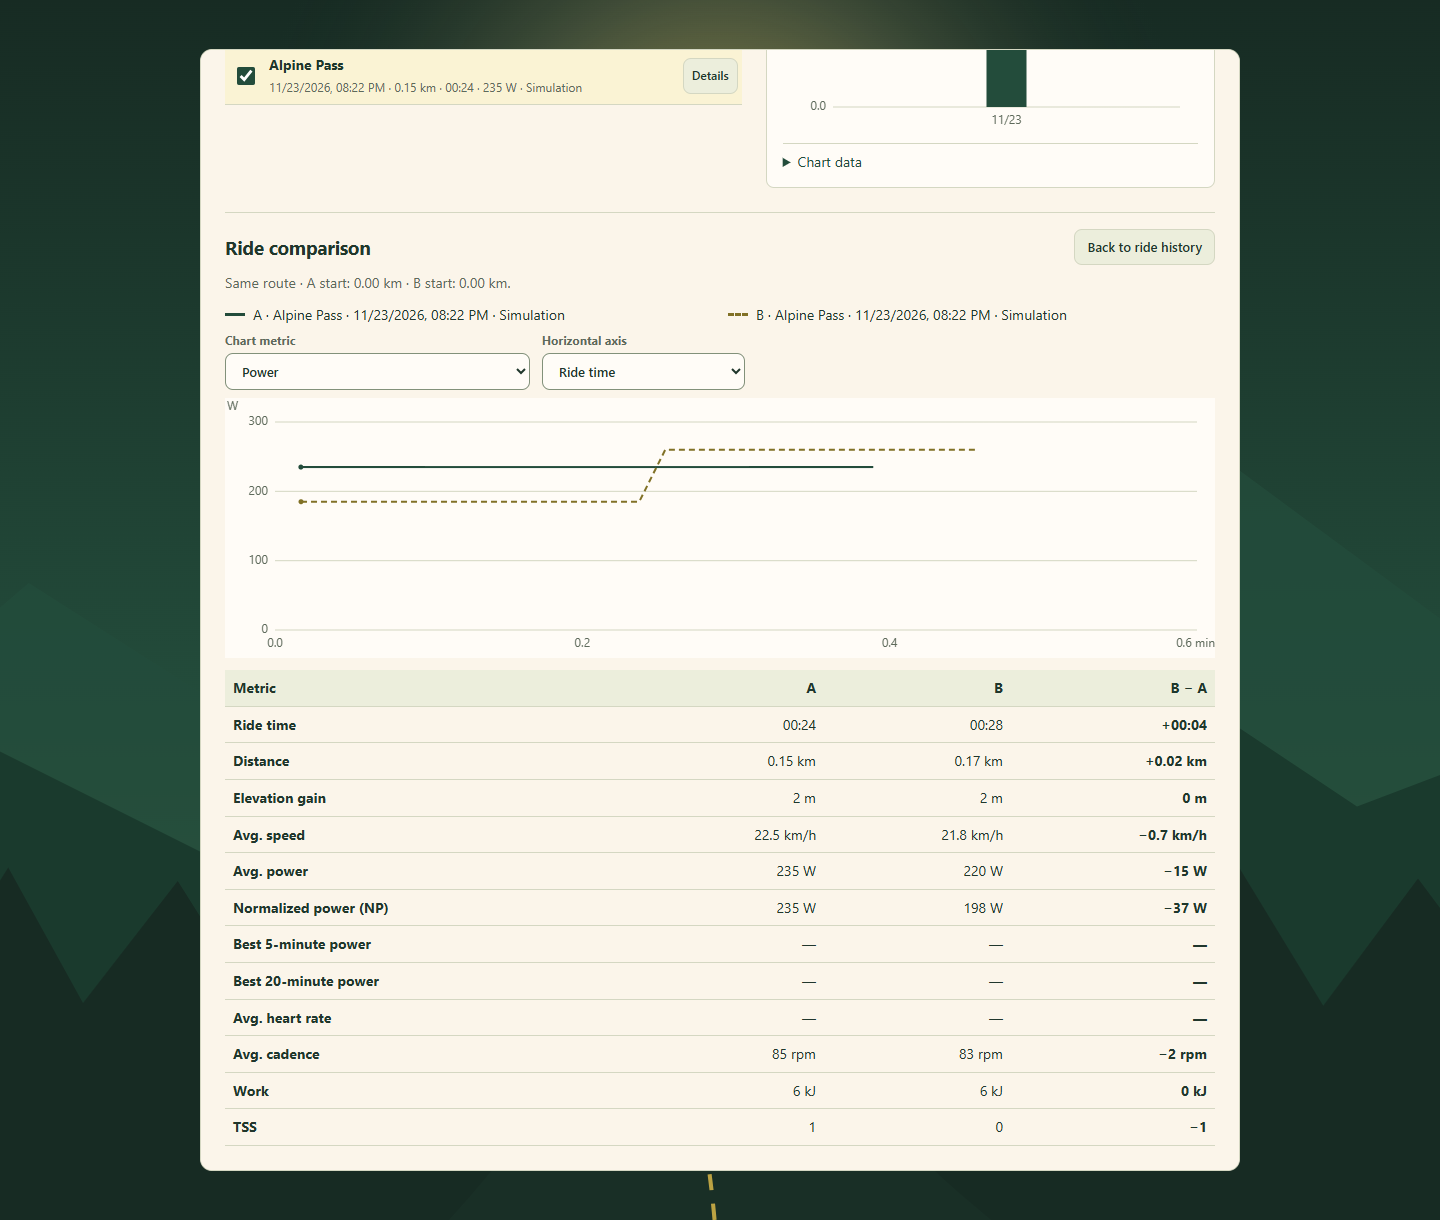 Alpine Pass
11/23/2026, 08:22 PM · 0.15 km · 00:24 · 235 W · Simulation
Details
0.0
11/23
Chart data
Ride comparison
Back to ride history
Same route · A start: 0.00 km · B start: 0.00 km.
A · Alpine Pass · 11/23/2026, 08:22 PM · Simulation
B · Alpine Pass · 11/23/2026, 08:22 PM · Simulation
Chart metric
Horizontal axis
Power
Ride time
W
300
200
100
0
0.0 0.2 0.4 0.6 min
Metric A B B − A
Ride time 00:24 00:28 +00:04
Distance 0.15 km 0.17 km +0.02 km
Elevation gain 2 m 2 m 0 m
Avg. speed 22.5 km/h 21.8 km/h −0.7 km/h
Avg. power 235 W 220 W −15 W
Normalized power (NP) 235 W 198 W −37 W
Best 5-minute power — — —
Best 20-minute power — — —
Avg. heart rate — — —
Avg. cadence 85 rpm 83 rpm −2 rpm
Work 6 kJ 6 kJ 0 kJ
TSS 1 0 −1